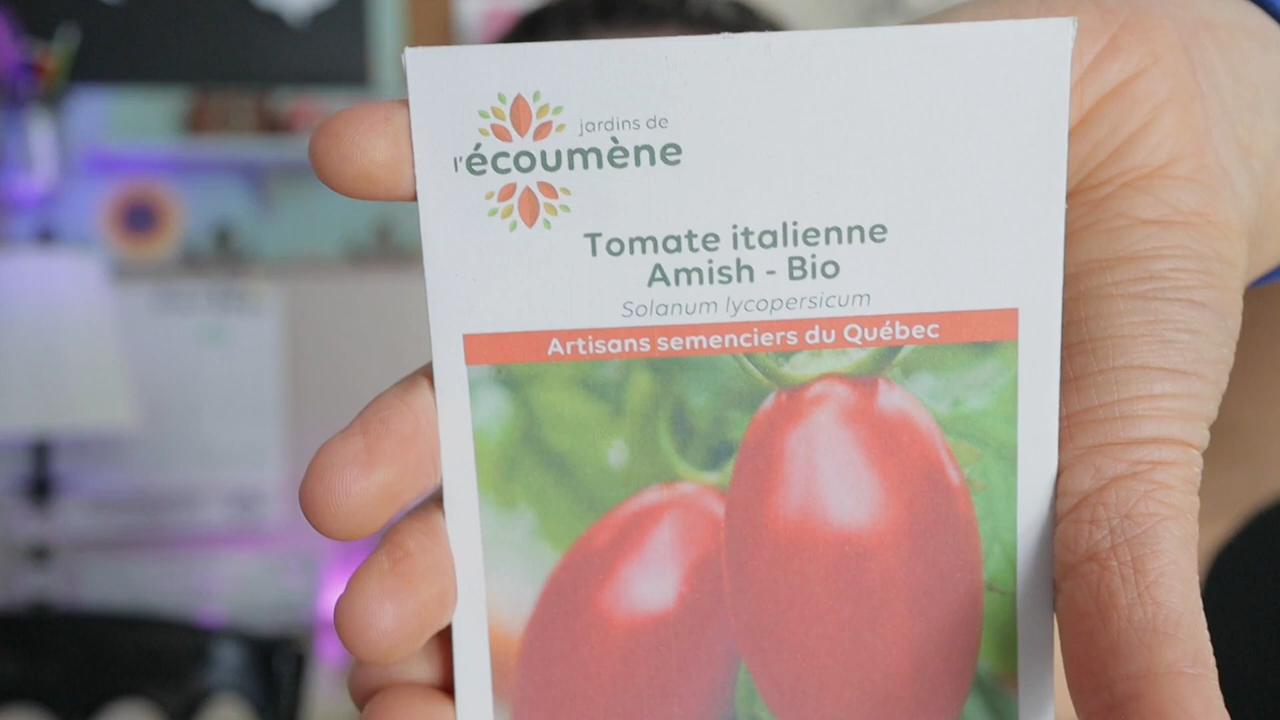 jardins de
l'écoumène
Tomate italienne
Amish - Bio
Solanum lycopersicum
Artisans semenciers du Québec